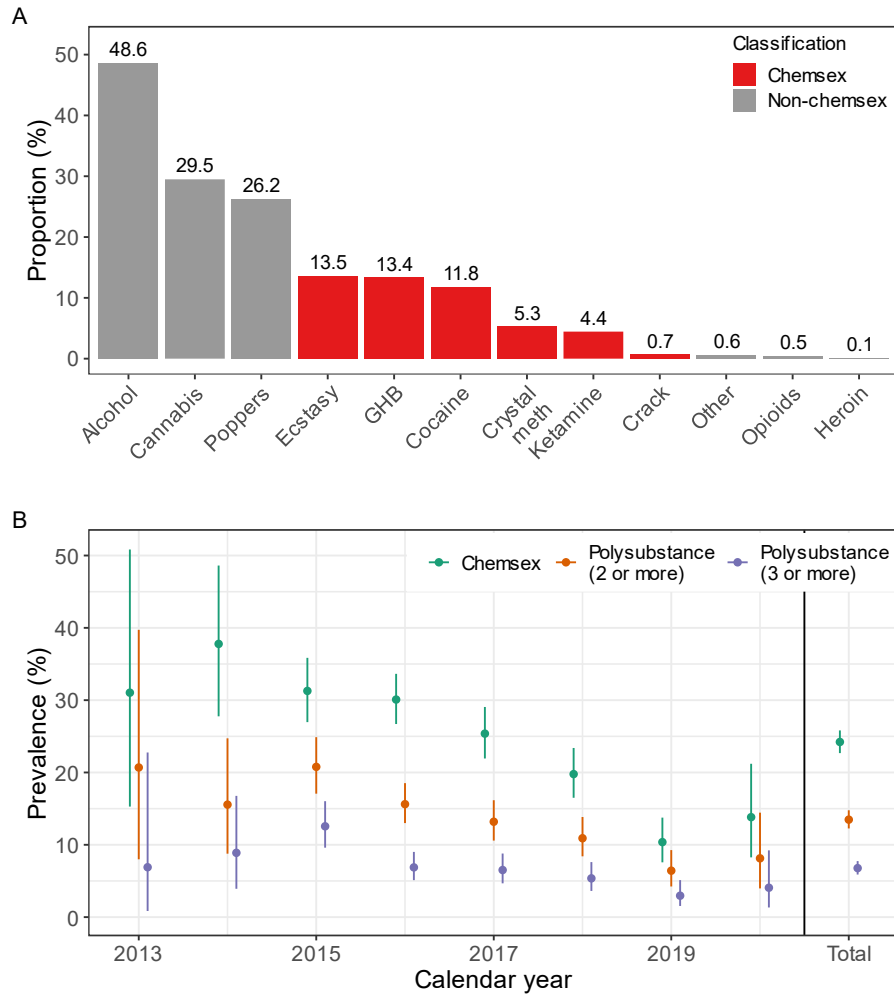 A
Proportion (%)
50
40
30
20
10
0
48.6
29.5
26.2
13.5
13.4
11.8
5.3
4.4
0.7
0.6
0.5
0.1
Classification
Chemsex
Non-chemsex
Alcohol
Cannabis
Poppers
Ecstasy
GHB
Cocaine
Crystal
meth
Ketamine
Crack
Other
Opioids
Heroin
B
Prevalence (%)
50
40
30
20
10
0
Chemsex
Polysubstance
(2 or more)
Polysubstance
(3 or more)
2013
2015
2017
2019
Total
Calendar year